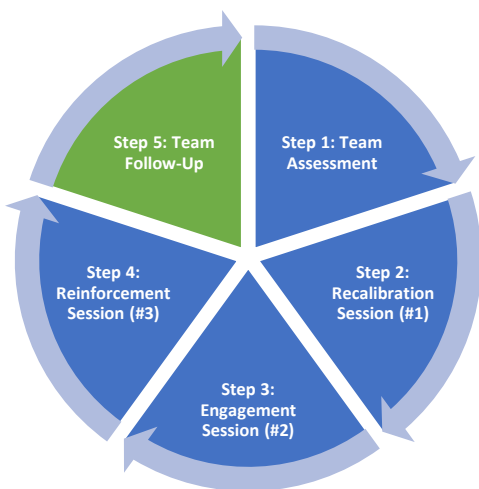 Step 1: Team
Assessment
Step 2:
Recalibration
Session (#1)
Step 3:
Engagement
Session (#2)
Step 4:
Reinforcement
Session (#3)
Step 5: Team
Follow-Up